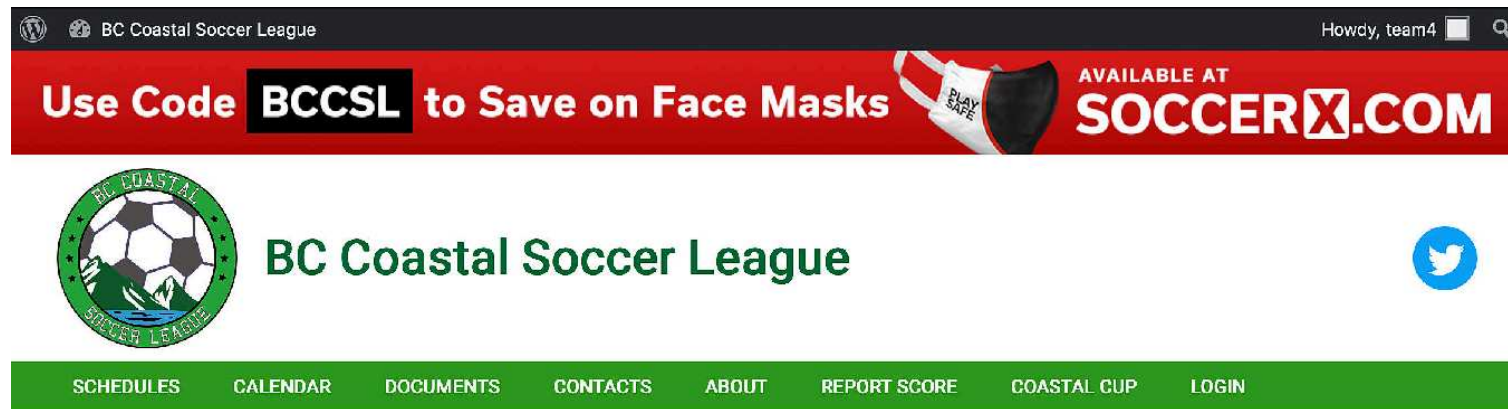 BC Coastal Soccer League
Howdy, team4
Use Code BCCSL to Save on Face Masks
PLAY SAFE
AVAILABLE AT
SOCCERX.COM
BC COASTAL
SOCCER LEAGUE
BC Coastal Soccer League
SCHEDULES CALENDAR DOCUMENTS CONTACTS ABOUT REPORT SCORE COASTAL CUP LOGIN